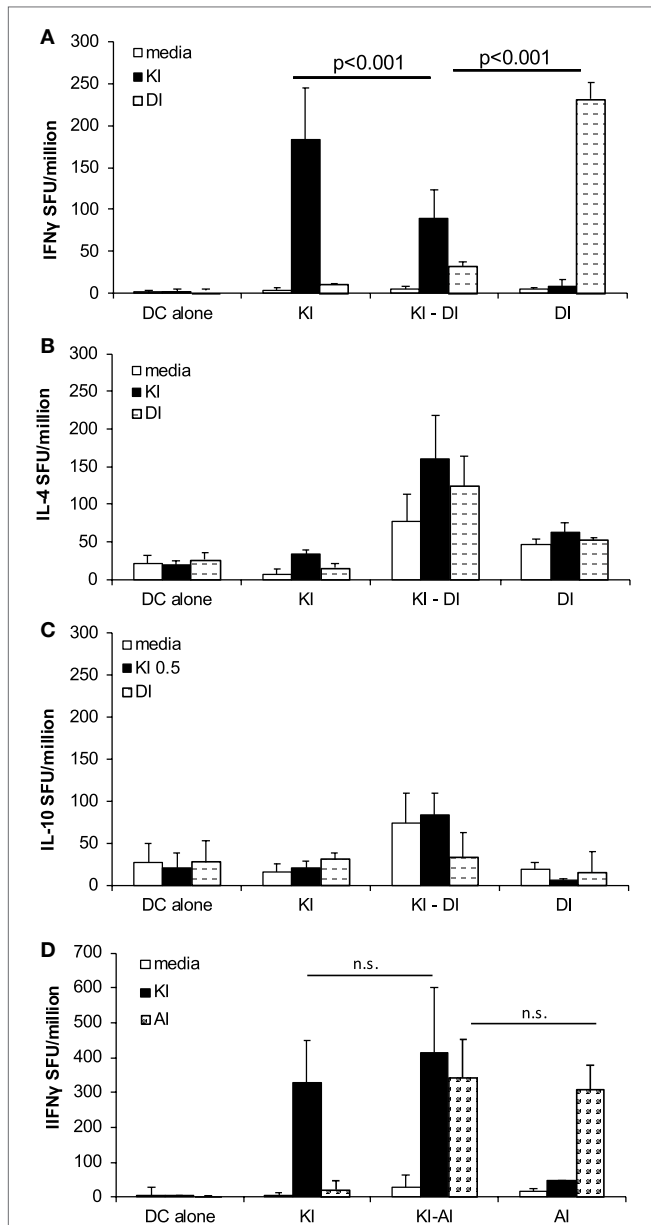 A
media
KI
DI
p<0.001
p<0.001
IFNγ SFU/million
300
250
200
150
100
50
0
DC alone
KI
KI - DI
DI
B
media
KI
DI
IL-4 SFU/million
300
250
200
150
100
50
0
DC alone
KI
KI - DI
DI
C
media
KI 0.5
DI
IL-10 SFU/million
300
250
200
150
100
50
0
DC alone
KI
KI - DI
DI
D
media
KI
AI
n.s.
n.s.
IIFNγ SFU/million
700
600
500
400
300
200
100
0
DC alone
KI
KI-AI
AI